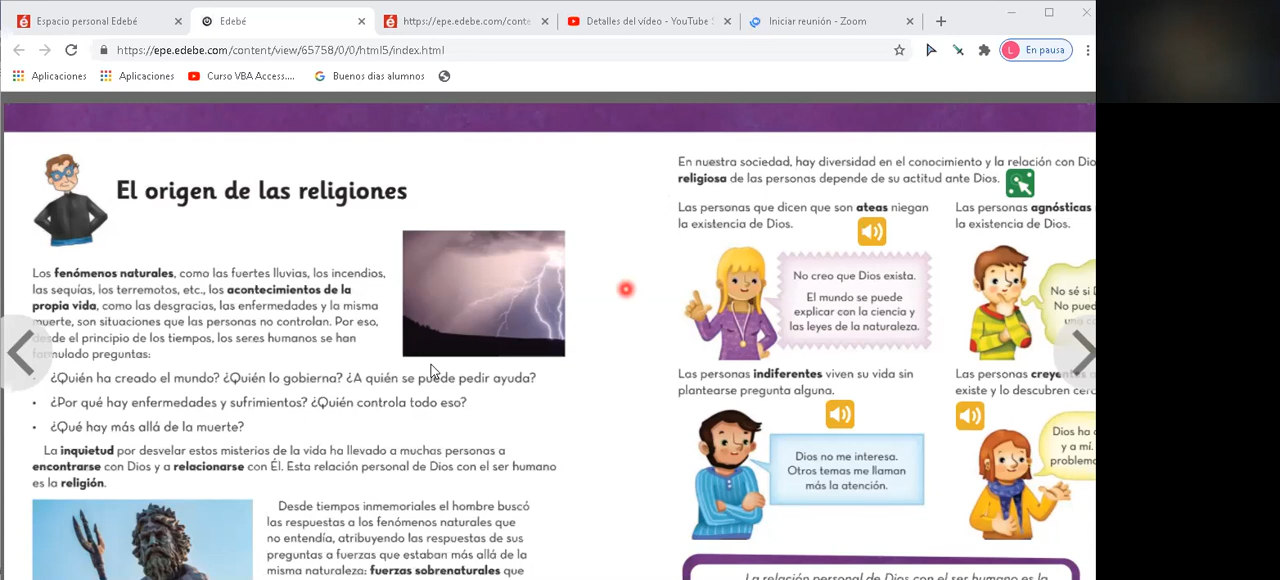 Espacio personal Edebé
Edebé
https://epe.edebe.com/conte
Detalles del vídeo - YouTube
Iniciar reunión - Zoom
https://epe.edebe.com/content/view/65758/0/0/html5/index.html
L
En pausa
Aplicaciones
Aplicaciones
Curso VBA Access....
Buenos dias alumnos
El origen de las religiones
Los fenómenos naturales, como las fuertes lluvias, los incendios,
las sequías, los terremotos, etc., los acontecimientos de la
propia vida, como las desgracias, las enfermedades y la misma
muerte, son situaciones que las personas no controlan. Por eso,
desde el principio de los tiempos, los seres humanos se han
formulado preguntas:
• ¿Quién ha creado el mundo? ¿Quién lo gobierna? ¿A quién se puede pedir ayuda?
• ¿Por qué hay enfermedades y sufrimientos? ¿Quién controla todo eso?
• ¿Qué hay más allá de la muerte?
La inquietud por desvelar estos misterios de la vida ha llevado a muchas personas a
encontrarse con Dios y a relacionarse con Él. Esta relación personal de Dios con el ser humano
es la religión.
Desde tiempos inmemoriales el hombre buscó
las respuestas a los fenómenos naturales que
no entendía, atribuyendo las respuestas de sus
preguntas a fuerzas que estaban más allá de la
misma naturaleza: fuerzas sobrenaturales que
En nuestra sociedad, hay diversidad en el conocimiento y la relación con Dio
religiosa de las personas depende de su actitud ante Dios.
Las personas que dicen que son ateas niegan
la existencia de Dios.
No creo que Dios exista.
El mundo se puede
explicar con la ciencia y
las leyes de la naturaleza.
Las personas agnósticas
la existencia de Dios.
No sé si D
No pued
Las personas indiferentes viven su vida sin
plantearse pregunta alguna.
Dios no me interesa.
Otros temas me llaman
más la atención.
Las personas creyentes
existe y lo descubren cerc
Dios ha
y a mí.
problem
La relación personal de Dios con el ser humano es la